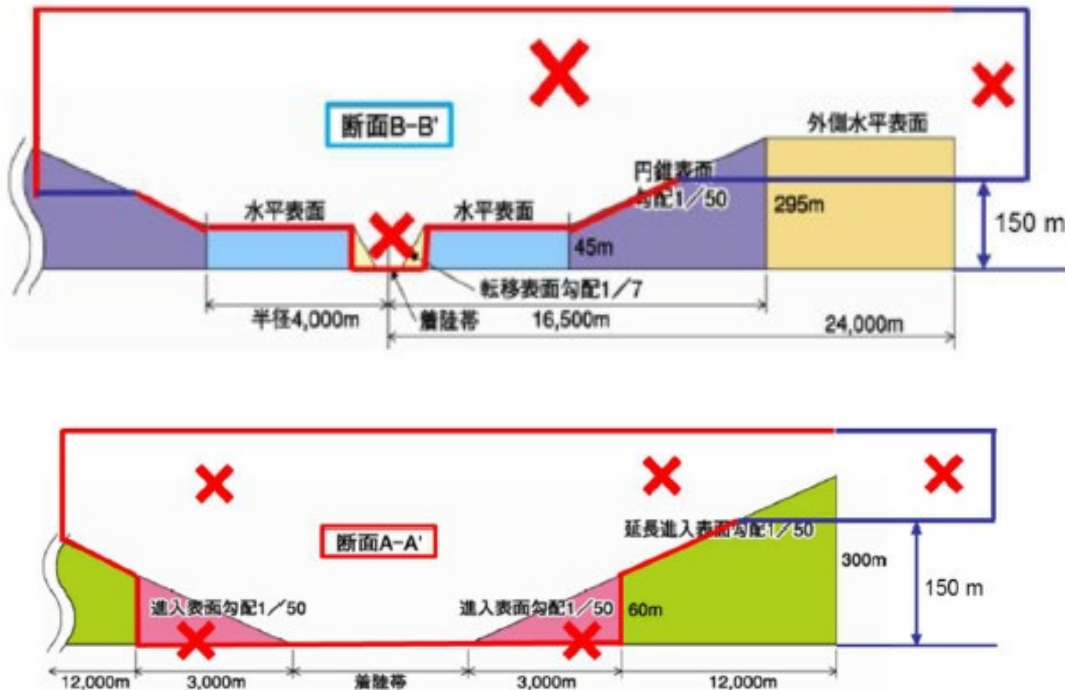 断面B-B'
外側水平表面
円錐表面
勾配1/50
水平表面
水平表面
295m
150 m
45m
転移表面勾配1/7
半径4,000m
着陸帯
16,500m
24,000m
断面A-A'
延長進入表面勾配1/50
進入表面勾配1/50
進入表面勾配1/50
60m
300m
150 m
12,000m
3,000m
着陸帯
3,000m
12,000m